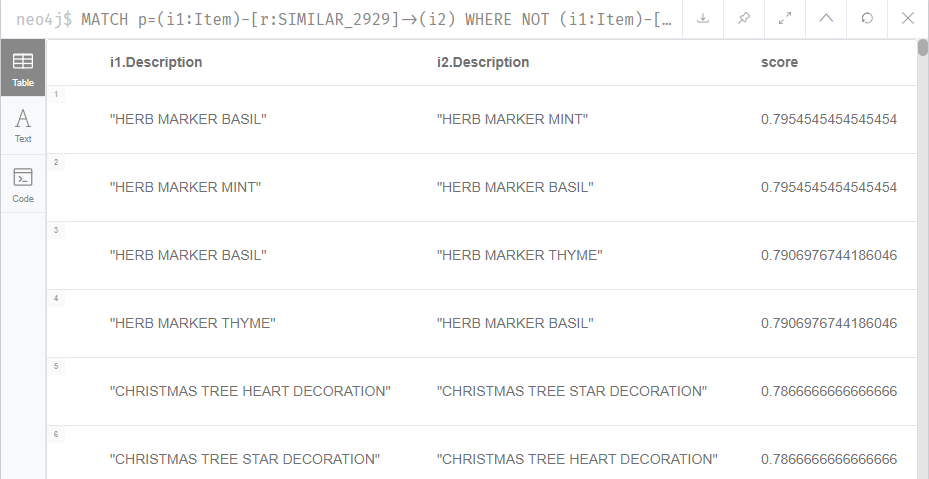 neo4j$ MATCH p=(i1:Item)-[r:SIMILAR_2929]->(i2) WHERE NOT (i1:Item)-[…
Table
Text
Code
i1.Description i2.Description score
1
"HERB MARKER BASIL" "HERB MARKER MINT" 0.7954545454545454
2
"HERB MARKER MINT" "HERB MARKER BASIL" 0.7954545454545454
3
"HERB MARKER BASIL" "HERB MARKER THYME" 0.7906976744186046
4
"HERB MARKER THYME" "HERB MARKER BASIL" 0.7906976744186046
5
"CHRISTMAS TREE HEART DECORATION" "CHRISTMAS TREE STAR DECORATION" 0.7866666666666666
6
"CHRISTMAS TREE STAR DECORATION" "CHRISTMAS TREE HEART DECORATION" 0.7866666666666666